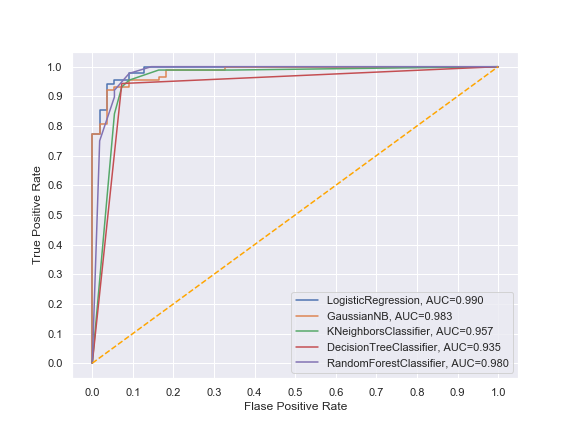 1.0
0.9
0.8
0.7
0.6
0.5
0.4
0.3
0.2
0.1
0.0
True Positive Rate
LogisticRegression, AUC=0.990
GaussianNB, AUC=0.983
KNeighborsClassifier, AUC=0.957
DecisionTreeClassifier, AUC=0.935
RandomForestClassifier, AUC=0.980
0.0 0.1 0.2 0.3 0.4 0.5 0.6 0.7 0.8 0.9 1.0
Flase Positive Rate